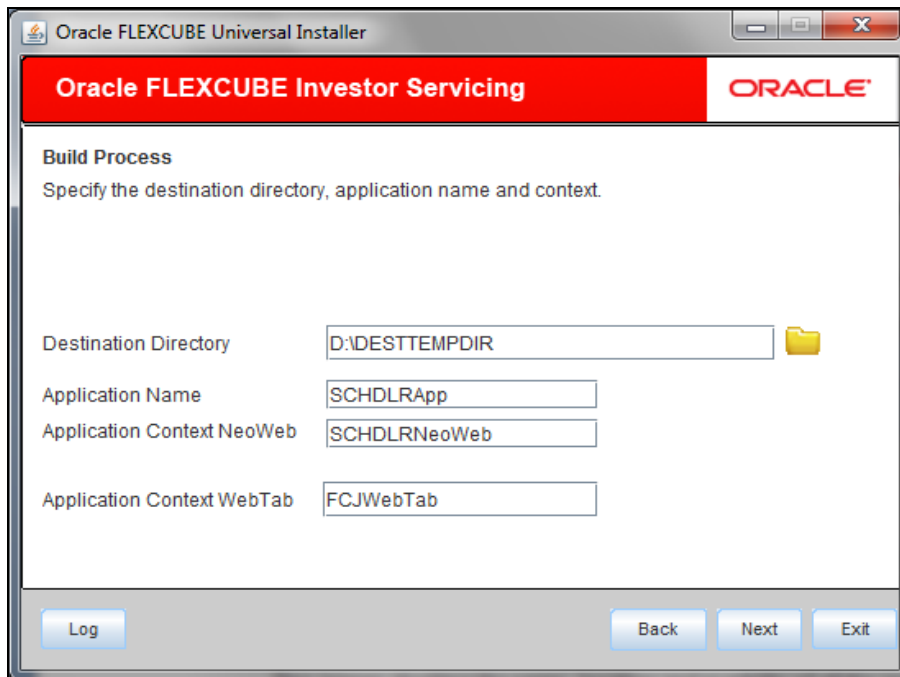 Oracle FLEXCUBE Universal Installer
Oracle FLEXCUBE Investor Servicing
ORACLE
Build Process
Specify the destination directory, application name and context.
Destination Directory D:\DESTTEMPDIR
Application Name SCHDLRApp
Application Context NeoWeb SCHDLRNeoWeb
Application Context WebTab FCJWebTab
Log Back Next Exit